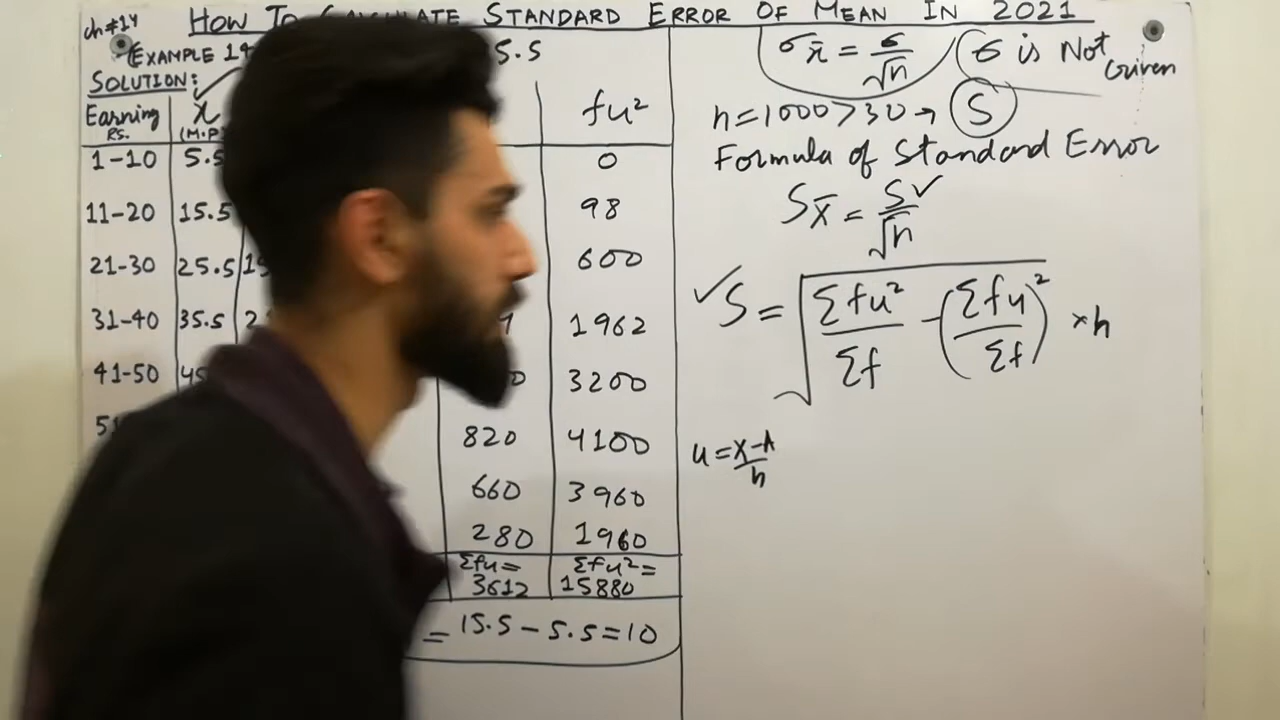 ch#14
How To CALCULATE STANDARD ERROR OF MEAN IN 2021
EXAMPLE 14
5.5
SOLUTION:
Earning
RS.
x
(M.P)
fu²
1-10 5.5 0
11-20 15.5 98
21-30 25.5 600
31-40 35.5 1962
41-50 3200
820 4100
660 3960
280 1960
Σfu= Σfu²=
3612 15880
= 15.5 - 5.5 = 10
σx̄ = σ/√n
σ is Not Given
n=1000>30→ S
Formula of Standard Error
Sx̄ = S/√n
S = √(Σfu²/Σf - (Σfu/Σf)²) × h
u = x-A/h